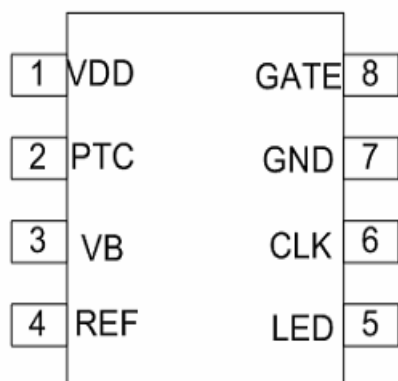 1 VDD GATE 8
2 PTC GND 7
3 VB CLK 6
4 REF LED 5